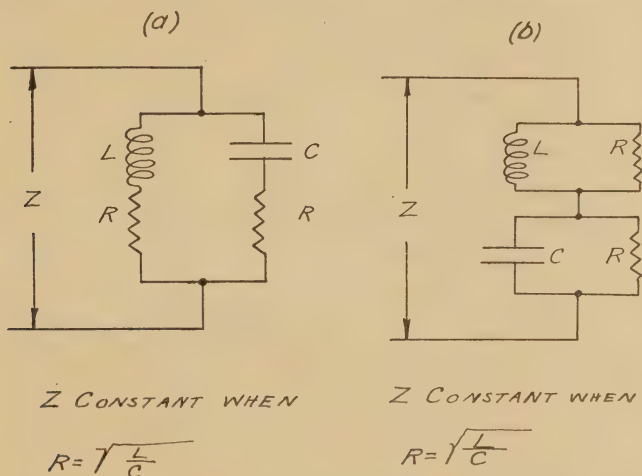 (a)
(b)
L
C
Z
R
R
L
R
Z
C
R
Z CONSTANT WHEN
R = √L/C
Z CONSTANT WHEN
R = √L/C